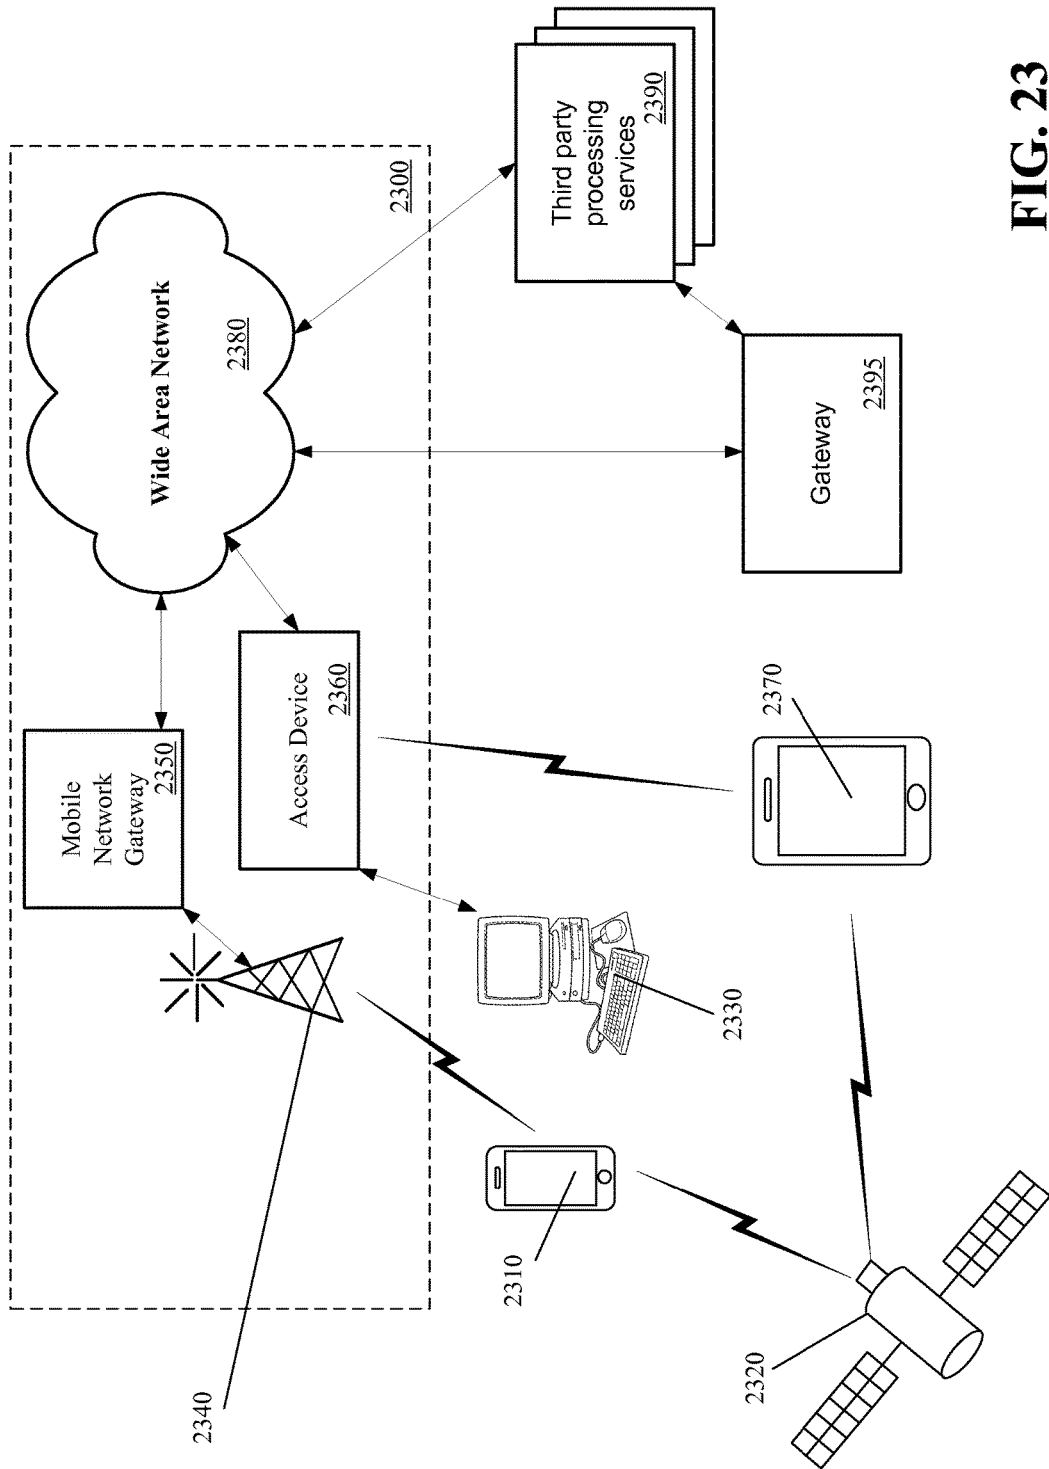 2340
Mobile
Network
Gateway
2350
Wide Area Network
2380
Access Device
2360
2300
2310
2330
Third party
processing
services
2390
2320
2370
Gateway
2395
FIG. 23